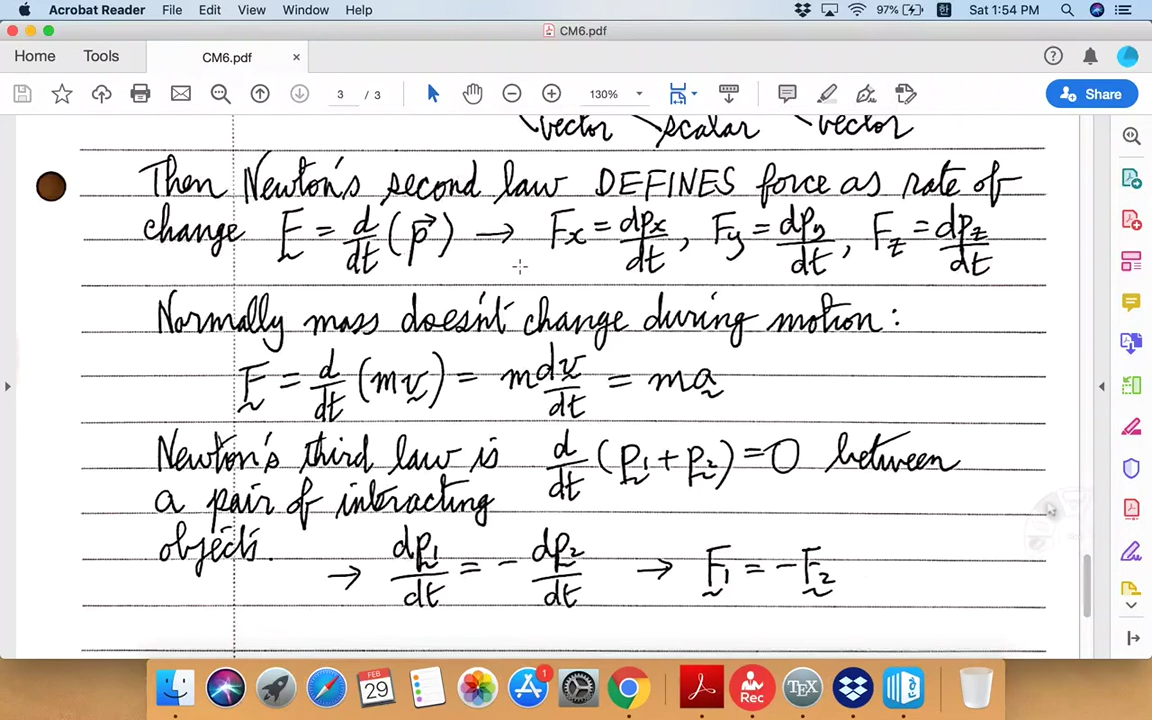 Acrobat Reader File Edit View Window Help 97% 한 Sat 1:54 PM
CM6.pdf
Home Tools CM6.pdf ×
3 / 3 130% Share
vector scalar vector
Then Newton's second law DEFINES force as rate of
change F = d/dt (p⃗) → Fx = dpx/dt, Fy = dpy/dt, Fz = dpz/dt
Normally mass doesn't change during motion:
F = d/dt (mv) = m dv/dt = ma
Newton's third law is d/dt (p1 + p2) = 0 between
a pair of interacting
objects. → dp1/dt = - dp2/dt → F1 = -F2
FEB 29 1 Rec TEX